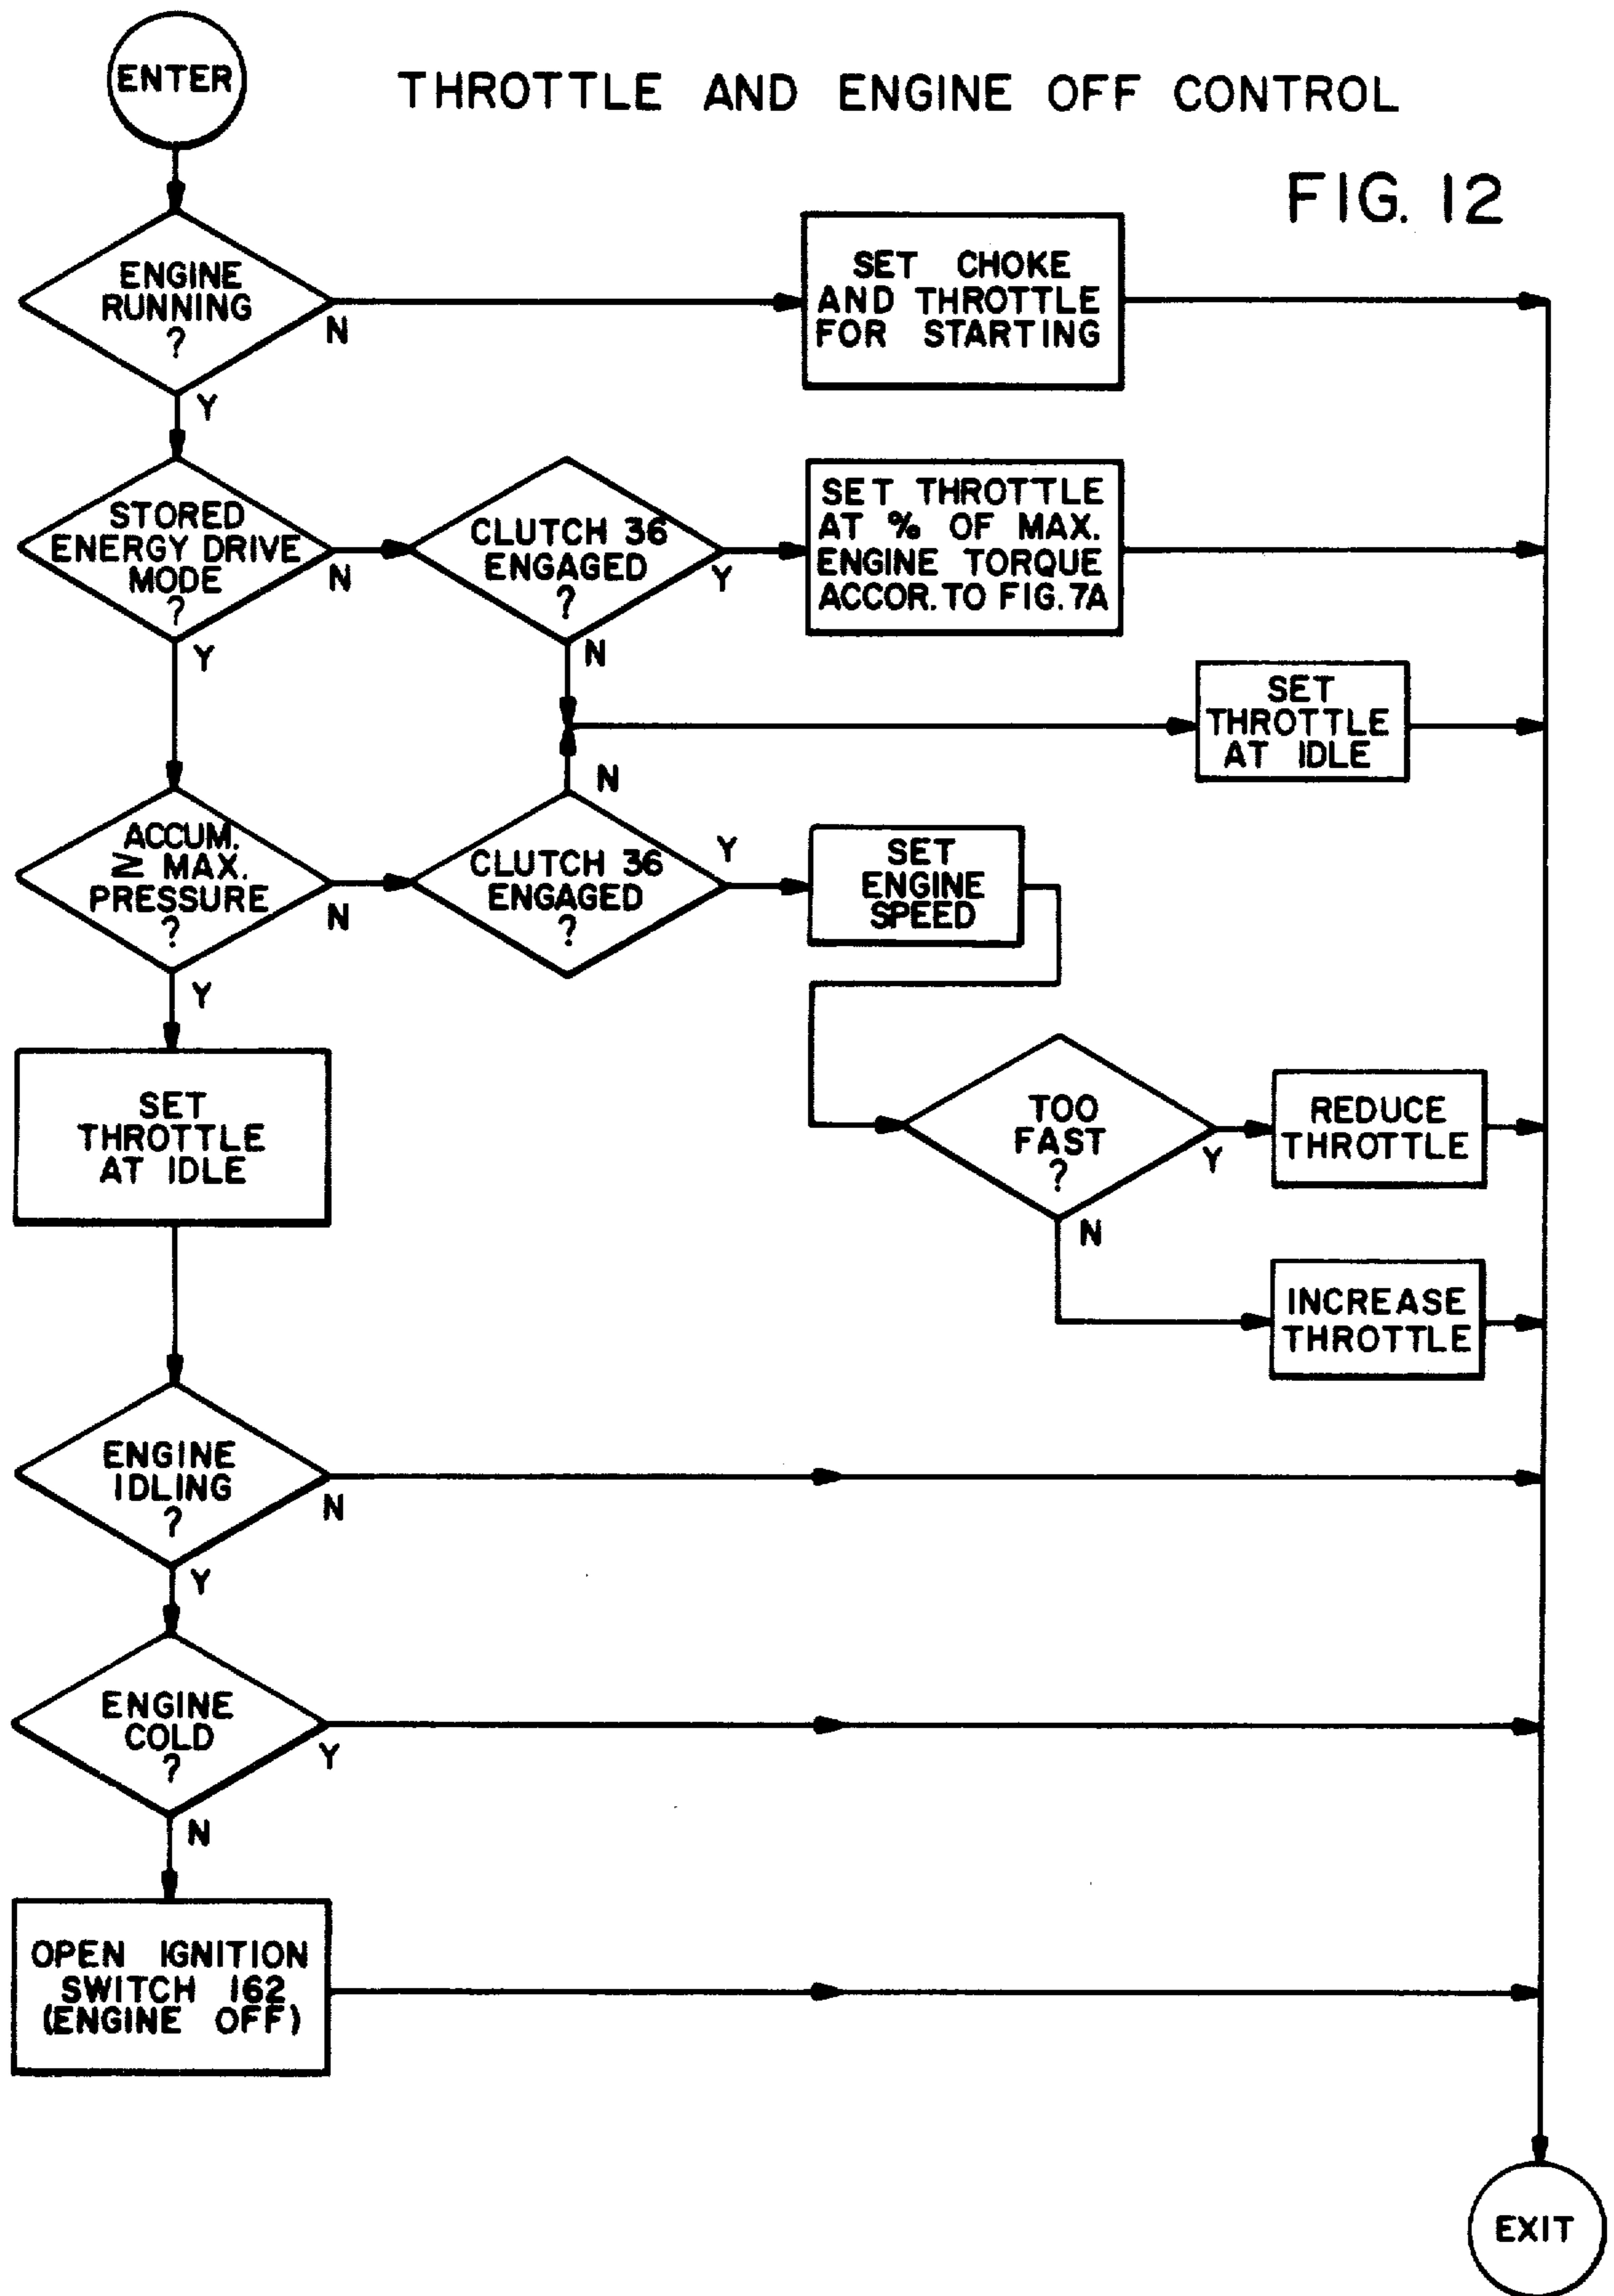 ENTER
THROTTLE AND ENGINE OFF CONTROL
FIG. 12
ENGINE
RUNNING
?
N
Y
SET CHOKE
AND THROTTLE
FOR STARTING
STORED
ENERGY DRIVE
MODE
?
N
Y
CLUTCH 36
ENGAGED
?
Y
N
SET THROTTLE
AT % OF MAX.
ENGINE TORQUE
ACCOR. TO FIG. 7A
SET
THROTTLE
AT IDLE
ACCUM.
≥ MAX.
PRESSURE
?
N
Y
N
CLUTCH 36
ENGAGED
?
Y
SET
ENGINE
SPEED
SET
THROTTLE
AT IDLE
TOO
FAST
?
Y
N
REDUCE
THROTTLE
INCREASE
THROTTLE
ENGINE
IDLING
?
N
Y
ENGINE
COLD
?
Y
N
OPEN IGNITION
SWITCH 162
(ENGINE OFF)
EXIT